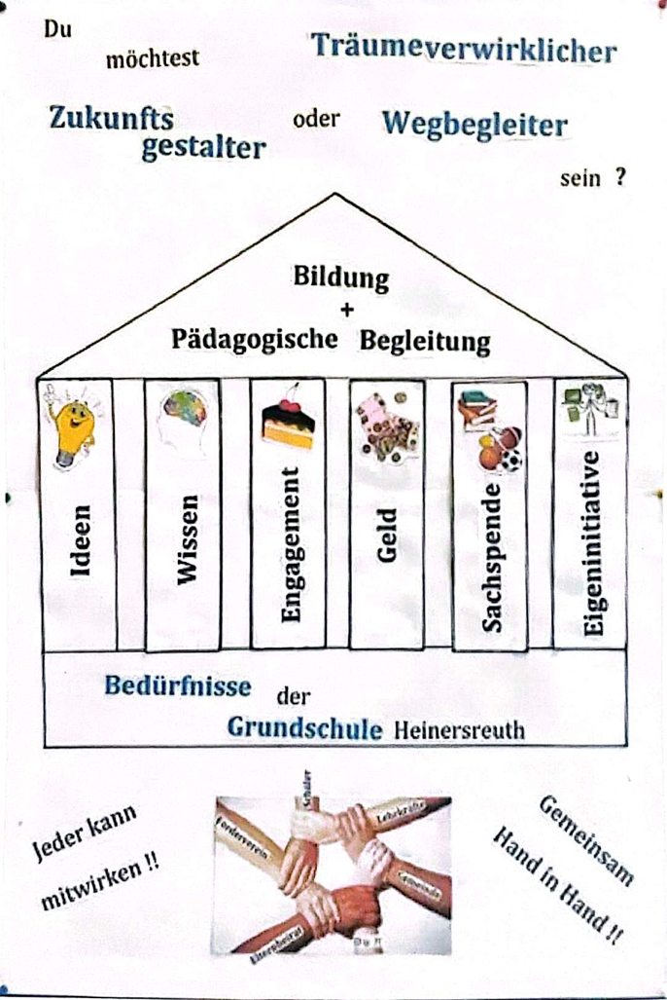 Du
möchtest
Träumeverwirklicher
Zukunfts
gestalter
oder
Wegbegleiter
sein ?
Bildung
+
Pädagogische Begleitung
Ideen
Wissen
Engagement
Geld
Sachspende
Eigeninitiative
Bedürfnisse der
Grundschule Heinersreuth
Jeder kann
mitwirken !!
Schüler
Lehrkräfte
Förderverein
Gemeinde
Elternbeirat
Gemeinsam
Hand in Hand !!